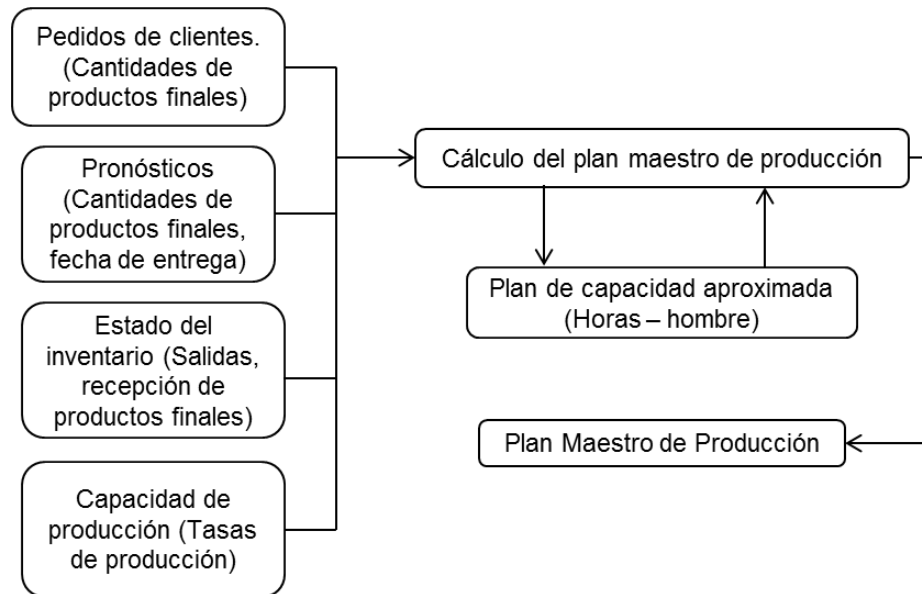 Pedidos de clientes.
(Cantidades de
productos finales)
Pronósticos
(Cantidades de
productos finales,
fecha de entrega)
Estado del
inventario (Salidas,
recepción de
productos finales)
Capacidad de
producción (Tasas
de producción)
Cálculo del plan maestro de producción
Plan de capacidad aproximada
(Horas – hombre)
Plan Maestro de Producción